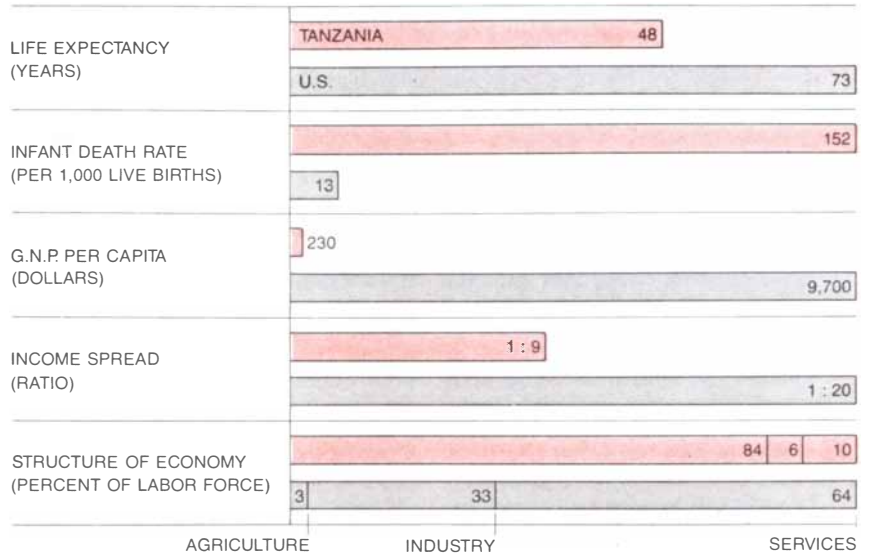 LIFE EXPECTANCY
(YEARS)
TANZANIA 48
U.S. 73
INFANT DEATH RATE
(PER 1,000 LIVE BIRTHS)
152
13
G.N.P. PER CAPITA
(DOLLARS)
230
9,700
INCOME SPREAD
(RATIO)
1 : 9
1 : 20
STRUCTURE OF ECONOMY
(PERCENT OF LABOR FORCE)
84 6 10
3 33 64
AGRICULTURE INDUSTRY SERVICES